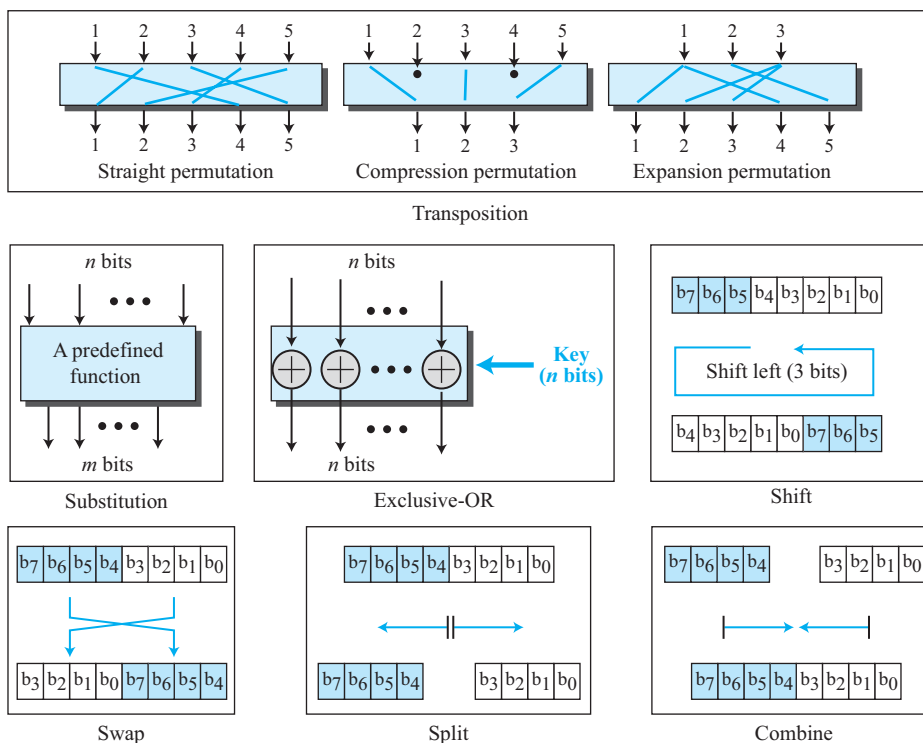 1 2 3 4 5
1 2 3 4 5
Straight permutation
1 2 3 4 5
1 2 3
Compression permutation
1 2 3
1 2 3 4 5
Expansion permutation
Transposition
n bits
A predefined
function
m bits
Substitution
n bits
Key
(n bits)
n bits
Exclusive-OR
b7 b6 b5 b4 b3 b2 b1 b0
Shift left (3 bits)
b4 b3 b2 b1 b0 b7 b6 b5
Shift
b7 b6 b5 b4 b3 b2 b1 b0
b3 b2 b1 b0 b7 b6 b5 b4
Swap
b7 b6 b5 b4 b3 b2 b1 b0
b7 b6 b5 b4 b3 b2 b1 b0
Split
b7 b6 b5 b4 b3 b2 b1 b0
b7 b6 b5 b4 b3 b2 b1 b0
Combine